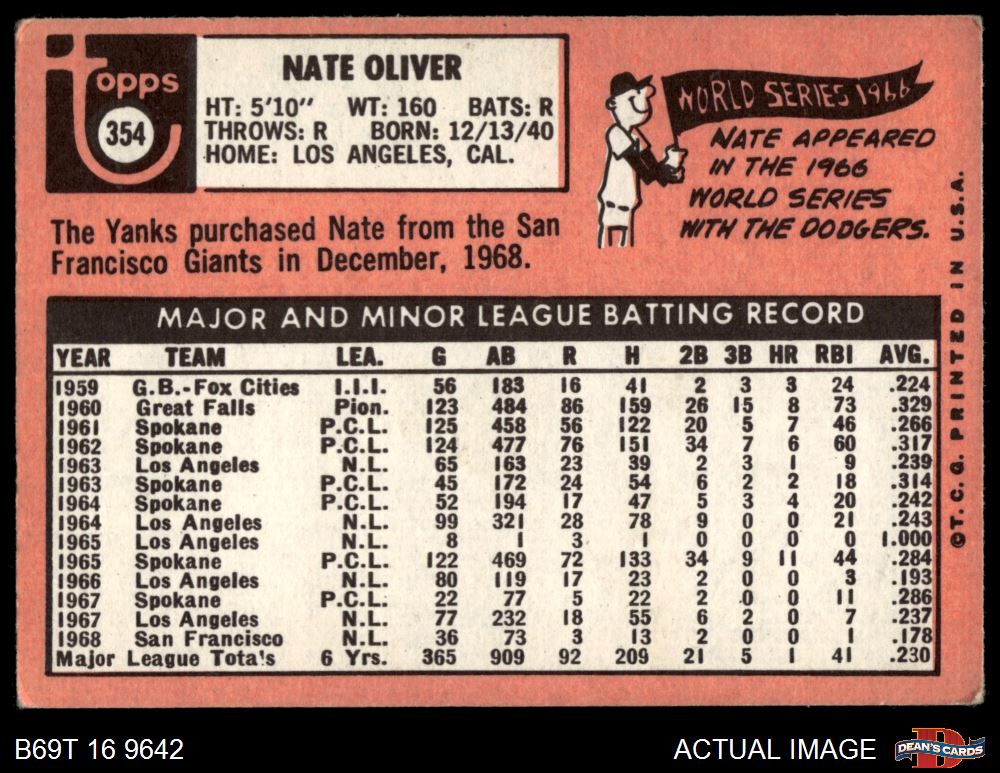 Topps
354
NATE OLIVER
HT: 5'10" WT: 160 BATS: R
THROWS: R BORN: 12/13/40
HOME: LOS ANGELES, CAL.
WORLD SERIES 1966
NATE APPEARED
IN THE 1966
WORLD SERIES
WITH THE DODGERS.
The Yanks purchased Nate from the San
Francisco Giants in December, 1968.
MAJOR AND MINOR LEAGUE BATTING RECORD
YEAR TEAM LEA. G AB R H 2B 3B HR RBI AVG.
1959 G.B.-Fox Cities I.I.I. 56 183 16 41 2 3 3 24 .224
1960 Great Falls Pion. 123 484 86 159 26 15 8 73 .329
1961 Spokane P.C.L. 125 458 56 122 20 5 7 46 .266
1962 Spokane P.C.L. 124 477 76 151 34 7 6 60 .317
1963 Los Angeles N.L. 65 163 23 39 2 3 1 9 .239
1963 Spokane P.C.L. 45 172 24 54 6 2 2 18 .314
1964 Spokane P.C.L. 52 194 17 47 5 3 4 20 .242
1964 Los Angeles N.L. 99 321 28 78 9 0 0 21 .243
1965 Los Angeles N.L. 8 1 3 1 0 0 0 0 1.000
1965 Spokane P.C.L. 122 469 72 133 34 9 11 44 .284
1966 Los Angeles N.L. 80 119 17 23 2 0 0 3 .193
1967 Spokane P.C.L. 22 77 5 22 2 0 0 11 .286
1967 Los Angeles N.L. 77 232 18 55 6 2 0 7 .237
1968 San Francisco N.L. 36 73 3 13 2 0 0 1 .178
Major League Tota's 6 Yrs. 365 909 92 209 21 5 1 41 .230
©T.C.G. PRINTED IN U.S.A.
B69T 16 9642
ACTUAL IMAGE
D
DEAN'S CARDS